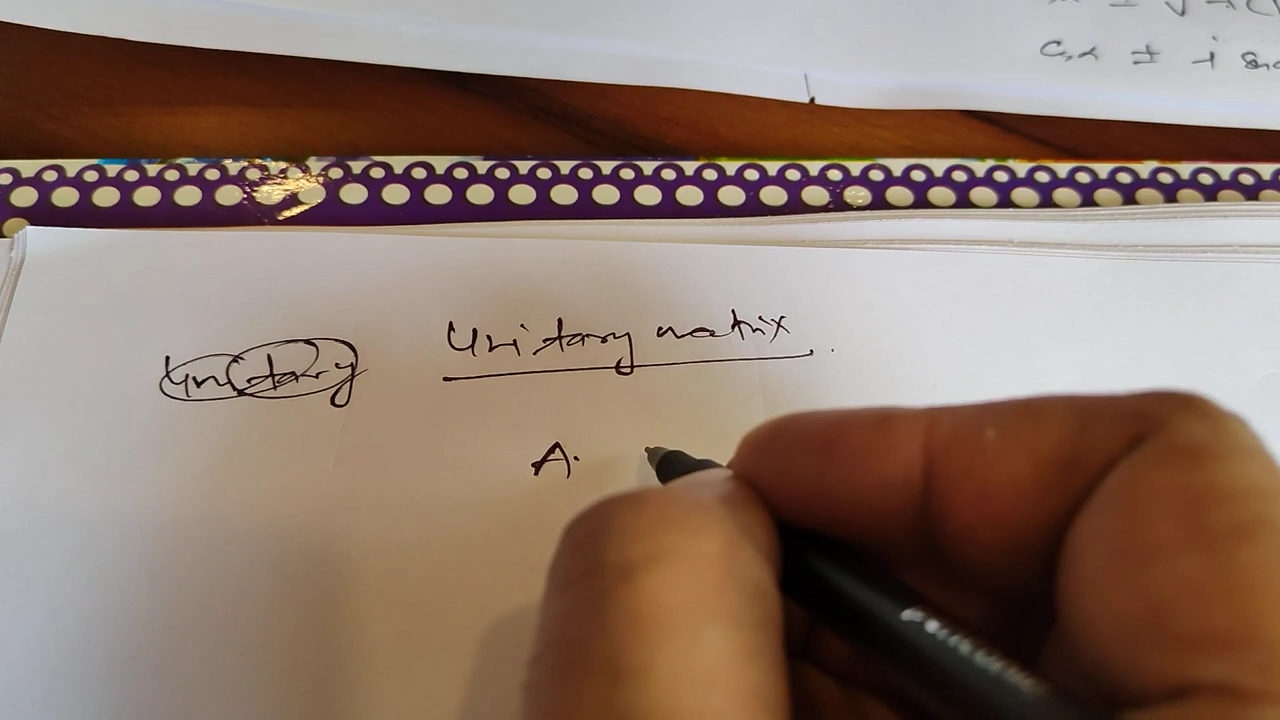 c,α ± i
Unitary matrix
Unitary
A.